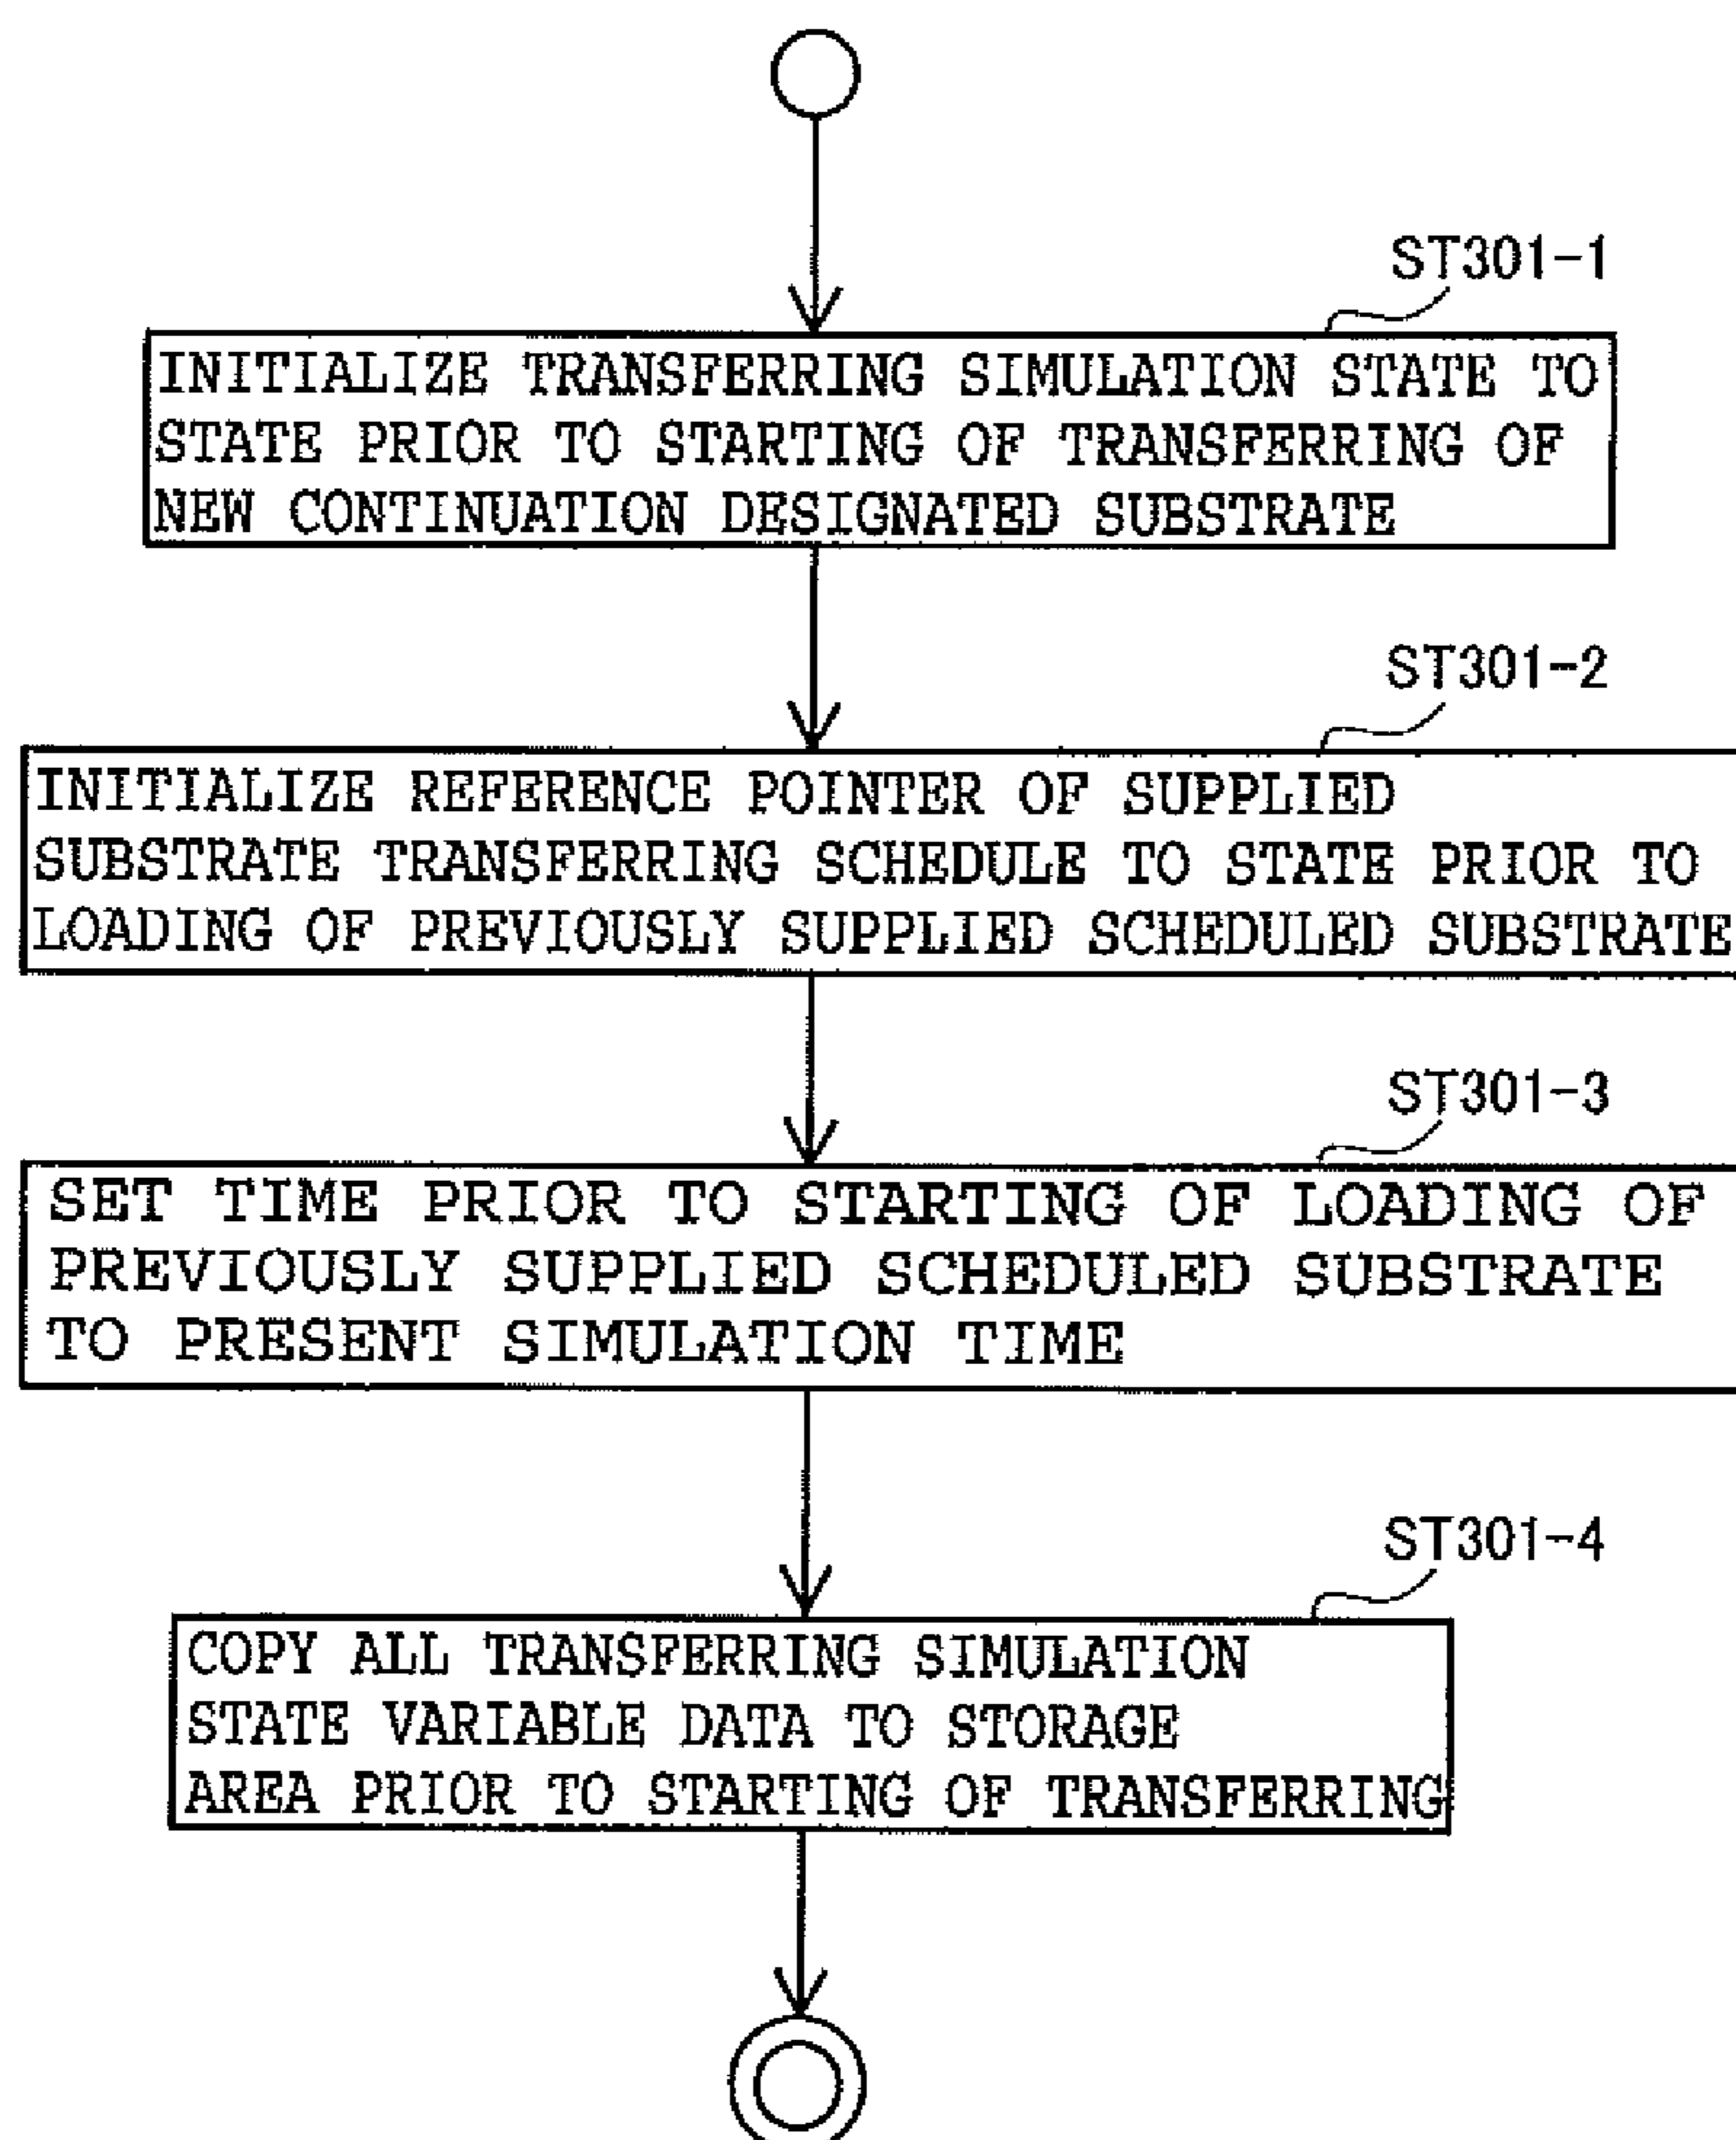 ST301-1
INITIALIZE TRANSFERRING SIMULATION STATE TO
STATE PRIOR TO STARTING OF TRANSFERRING OF
NEW CONTINUATION DESIGNATED SUBSTRATE
ST301-2
INITIALIZE REFERENCE POINTER OF SUPPLIED
SUBSTRATE TRANSFERRING SCHEDULE TO STATE PRIOR TO
LOADING OF PREVIOUSLY SUPPLIED SCHEDULED SUBSTRATE
ST301-3
SET TIME PRIOR TO STARTING OF LOADING OF
PREVIOUSLY SUPPLIED SCHEDULED SUBSTRATE
TO PRESENT SIMULATION TIME
ST301-4
COPY ALL TRANSFERRING SIMULATION
STATE VARIABLE DATA TO STORAGE
AREA PRIOR TO STARTING OF TRANSFERRING